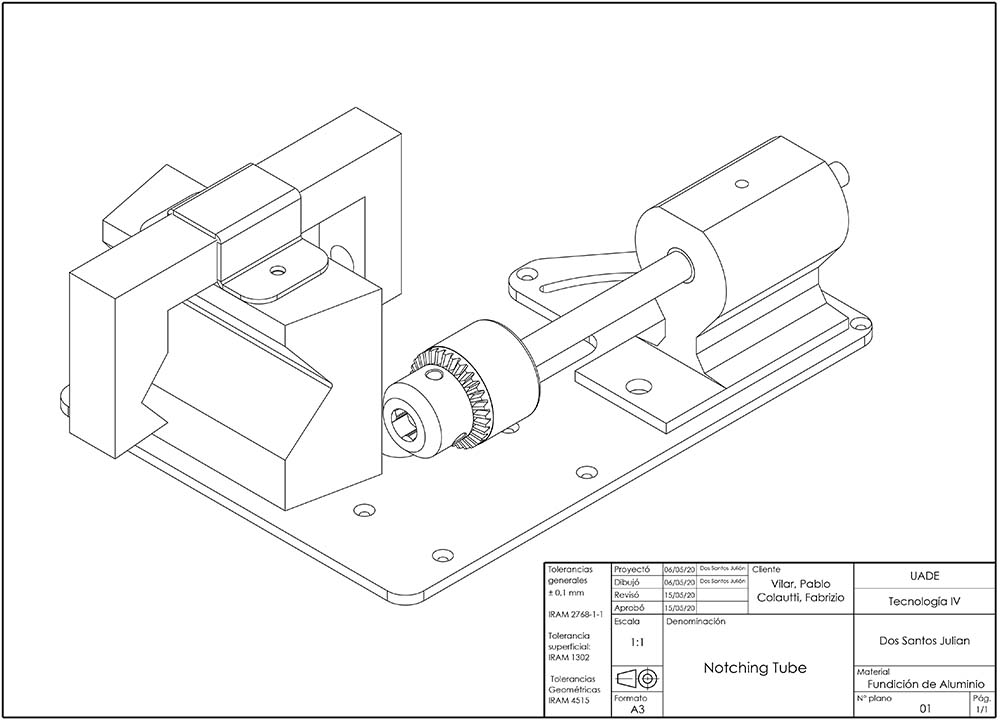 Tolerancias
generales
± 0,1 mm
IRAM 2768-1-1
Tolerancia
superficial:
IRAM 1302
Tolerancias
Geométricas
IRAM 4515
Proyectó 06/05/20 Dos Santos Julián
Dibujó 06/05/20 Dos Santos Julián
Revisó 15/05/20
Aprobó 15/05/20
Escala
1:1
Formato
A3
Cliente
Vilar, Pablo
Colautti, Fabrizio
Denominación
Notching Tube
UADE
Tecnología IV
Dos Santos Julian
Material
Fundición de Aluminio
N° plano
01
Pág.
1/1